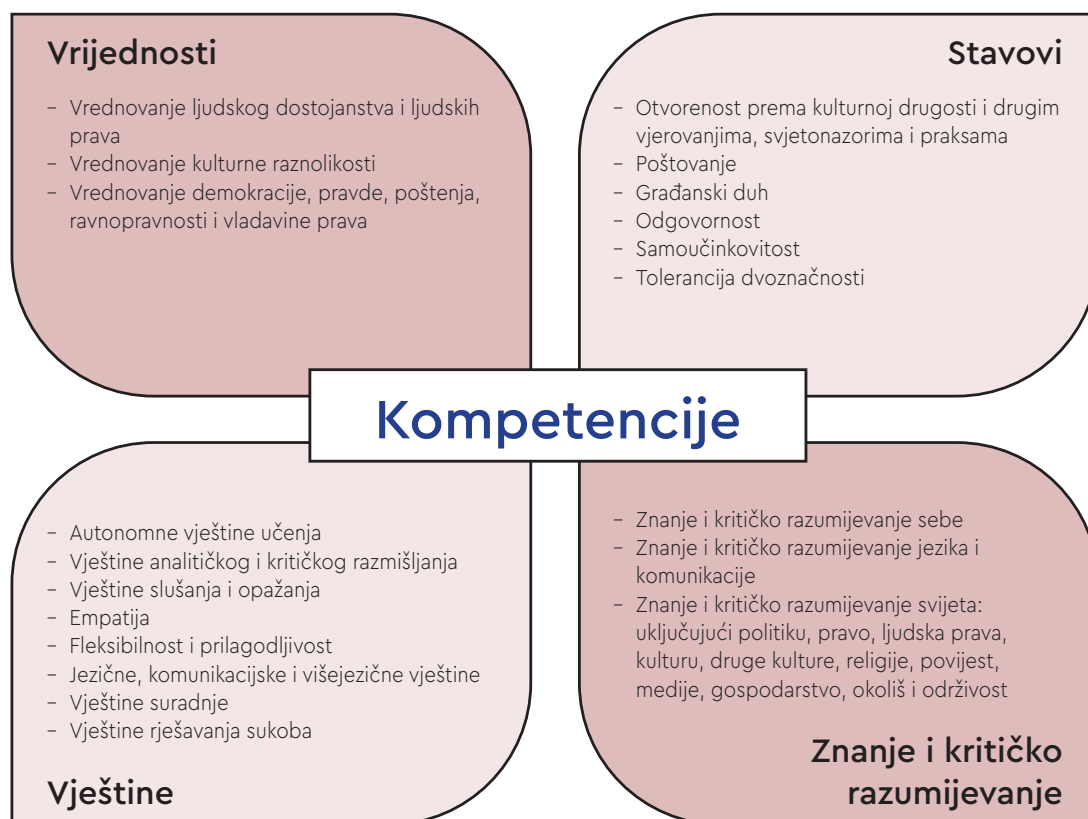 Vrijednosti
– Vrednovanje ljudskog dostojanstva i ljudskih
prava
– Vrednovanje kulturne raznolikosti
– Vrednovanje demokracije, pravde, poštenja,
ravnopravnosti i vladavine prava
Stavovi
– Otvorenost prema kulturnoj drugosti i drugim
vjerovanjima, svjetonazorima i praksama
– Poštovanje
– Građanski duh
– Odgovornost
– Samoučinkovitost
– Tolerancija dvoznačnosti
Kompetencije
– Autonomne vještine učenja
– Vještine analitičkog i kritičkog razmišljanja
– Vještine slušanja i opažanja
– Empatija
– Fleksibilnost i prilagodljivost
– Jezične, komunikacijske i višejezične vještine
– Vještine suradnje
– Vještine rješavanja sukoba
Vještine
– Znanje i kritičko razumijevanje sebe
– Znanje i kritičko razumijevanje jezika i
komunikacije
– Znanje i kritičko razumijevanje svijeta:
uključujući politiku, pravo, ljudska prava,
kulturu, druge kulture, religije, povijest,
medije, gospodarstvo, okoliš i održivost
Znanje i kritičko
razumijevanje